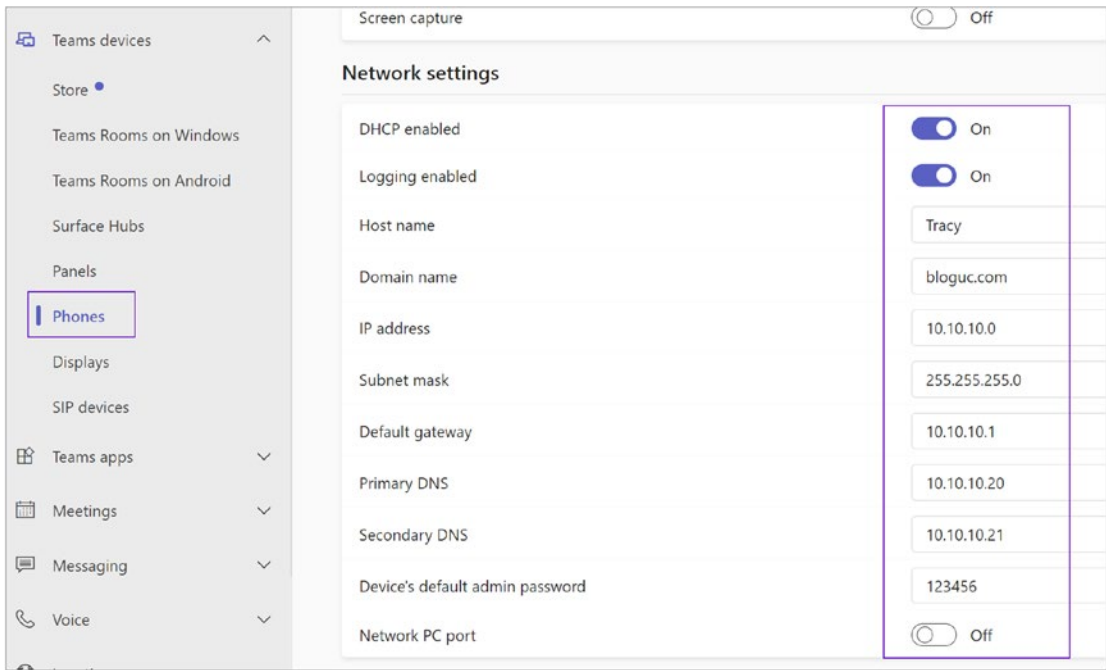 Teams devices
Store
Teams Rooms on Windows
Teams Rooms on Android
Surface Hubs
Panels
Phones
Displays
SIP devices
Teams apps
Meetings
Messaging
Voice
Screen capture Off
Network settings
DHCP enabled On
Logging enabled On
Host name Tracy
Domain name bloguc.com
IP address 10.10.10.0
Subnet mask 255.255.255.0
Default gateway 10.10.10.1
Primary DNS 10.10.10.20
Secondary DNS 10.10.10.21
Device's default admin password 123456
Network PC port Off